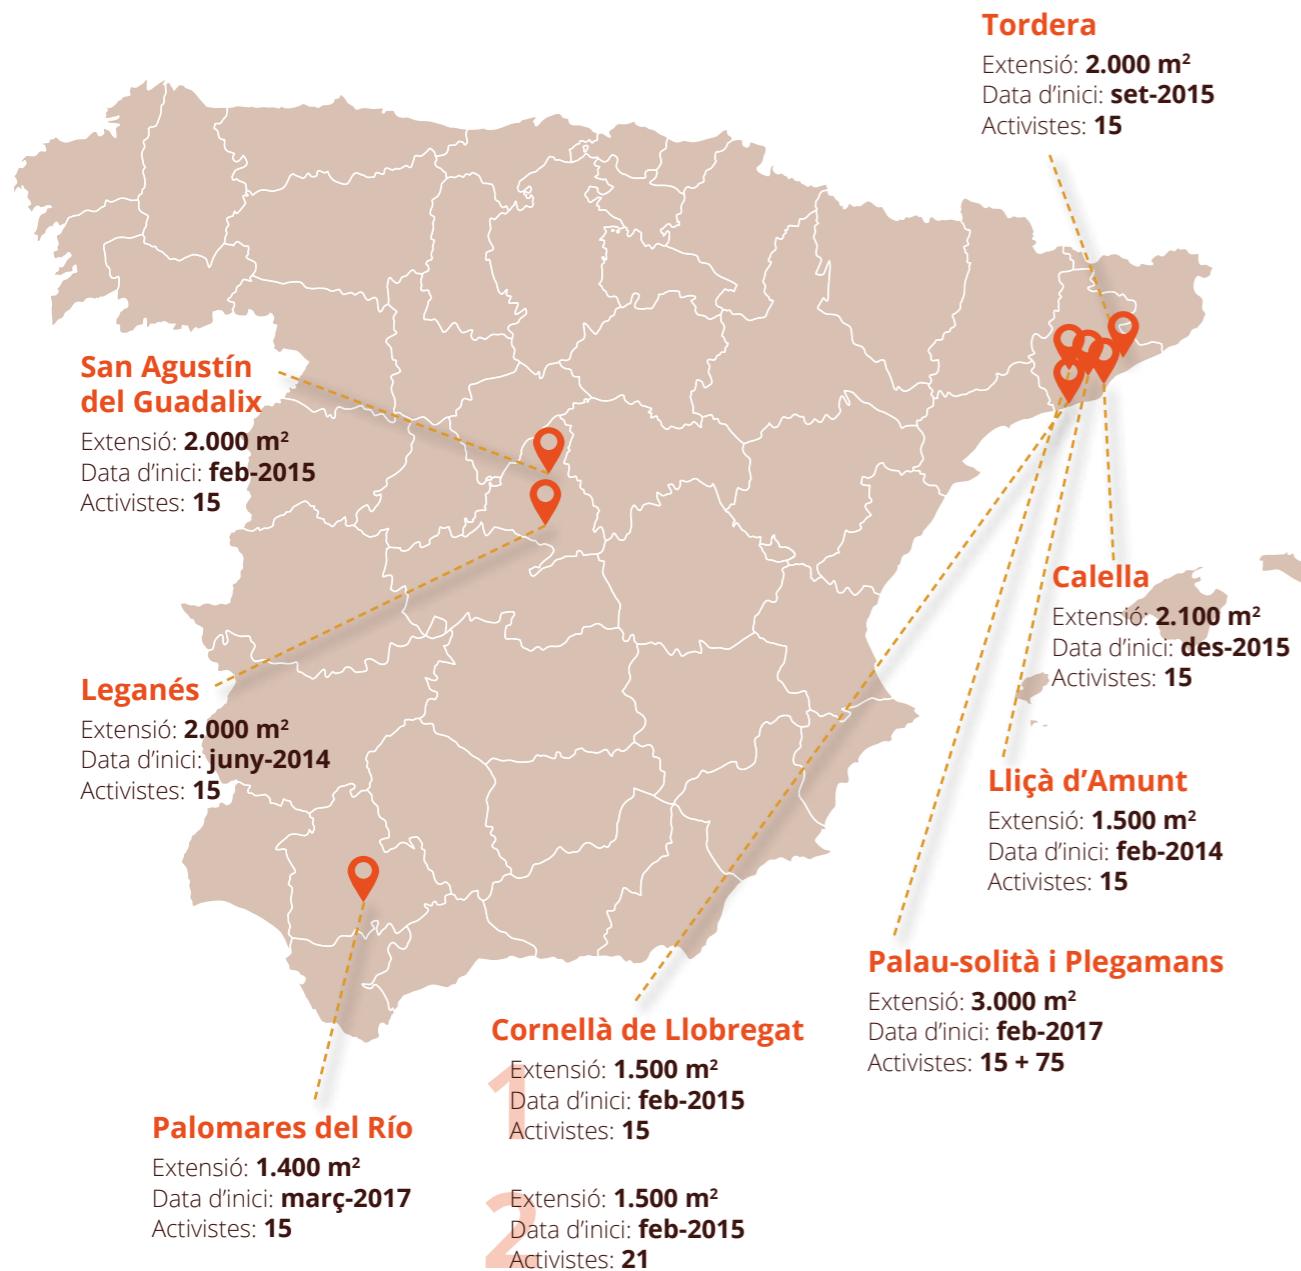 Tordera
Extensió: 2.000 m²
Data d’inici: set-2015
Activistes: 15
San Agustín
del Guadalix
Extensió: 2.000 m²
Data d’inici: feb-2015
Activistes: 15
Calella
Extensió: 2.100 m²
Data d’inici: des-2015
Activistes: 15
Leganés
Extensió: 2.000 m²
Data d’inici: juny-2014
Activistes: 15
Lliçà d’Amunt
Extensió: 1.500 m²
Data d’inici: feb-2014
Activistes: 15
Palau-solità i Plegamans
Extensió: 3.000 m²
Data d’inici: feb-2017
Activistes: 15 + 75
Cornellà de Llobregat
1
Extensió: 1.500 m²
Data d’inici: feb-2015
Activistes: 15
2
Extensió: 1.500 m²
Data d’inici: feb-2015
Activistes: 21
Palomares del Río
Extensió: 1.400 m²
Data d’inici: març-2017
Activistes: 15